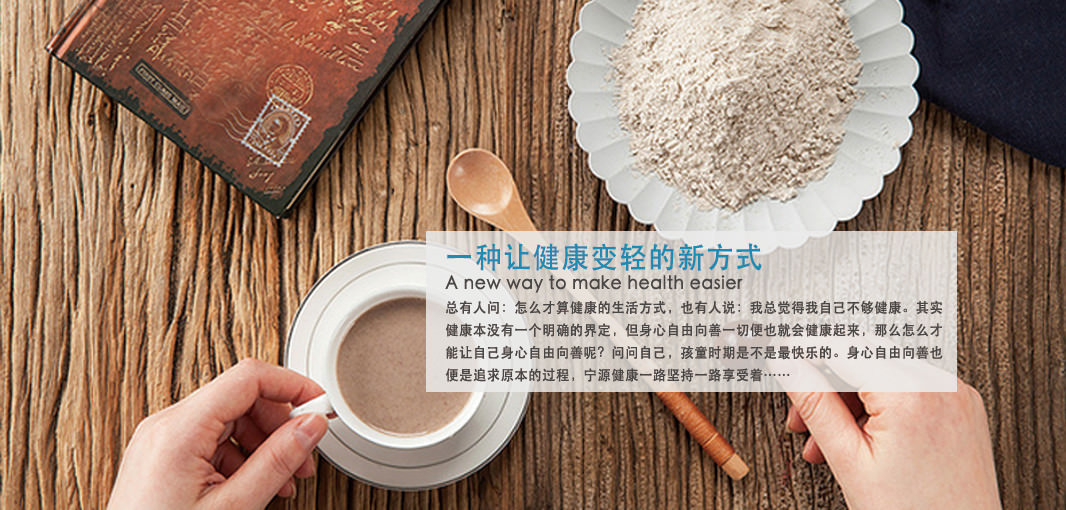 一种让健康变轻的新方式
A new way to make health easier
总有人问：怎么才算健康的生活方式，也有人说：我总觉得我自己不够健康。其实
健康本没有一个明确的界定，但身心自由向善一切便也就会健康起来，那么怎么才
能让自己身心自由向善呢？问问自己，孩童时期是不是最快乐的。身心自由向善也
便是追求原本的过程，宁源健康一路坚持一路享受着……